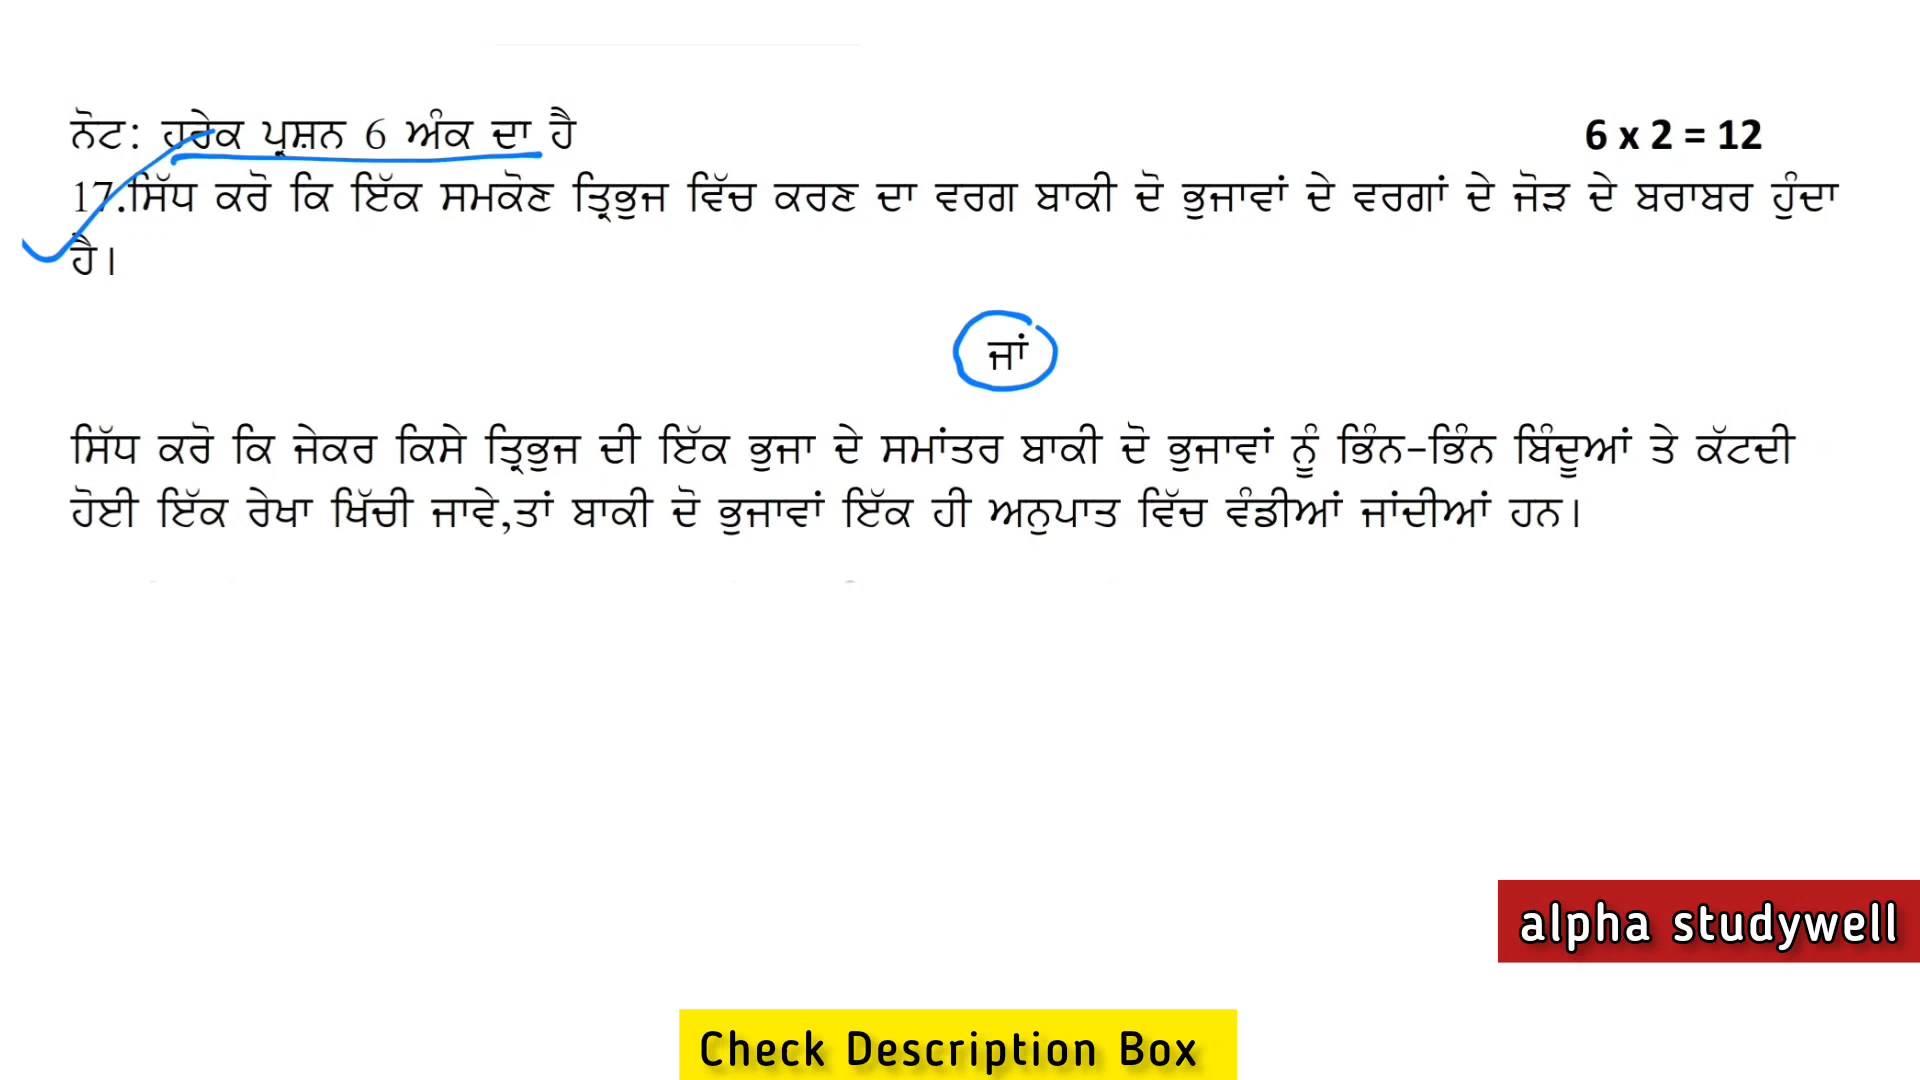 ਨੋਟ: ਹਰੇਕ ਪ੍ਰਸ਼ਨ 6 ਅੰਕ ਦਾ ਹੈ 6 x 2 = 12
17.ਸਿੱਧ ਕਰੋ ਕਿ ਇੱਕ ਸਮਕੋਣ ਤ੍ਰਿਭੁਜ ਵਿੱਚ ਕਰਣ ਦਾ ਵਰਗ ਬਾਕੀ ਦੋ ਭੁਜਾਵਾਂ ਦੇ ਵਰਗਾਂ ਦੇ ਜੋੜ ਦੇ ਬਰਾਬਰ ਹੁੰਦਾ
ਹੈ।
ਜਾਂ
ਸਿੱਧ ਕਰੋ ਕਿ ਜੇਕਰ ਕਿਸੇ ਤ੍ਰਿਭੁਜ ਦੀ ਇੱਕ ਭੁਜਾ ਦੇ ਸਮਾਂਤਰ ਬਾਕੀ ਦੋ ਭੁਜਾਵਾਂ ਨੂੰ ਭਿੰਨ-ਭਿੰਨ ਬਿੰਦੂਆਂ ਤੇ ਕੱਟਦੀ
ਹੋਈ ਇੱਕ ਰੇਖਾ ਖਿੱਚੀ ਜਾਵੇ,ਤਾਂ ਬਾਕੀ ਦੋ ਭੁਜਾਵਾਂ ਇੱਕ ਹੀ ਅਨੁਪਾਤ ਵਿੱਚ ਵੰਡੀਆਂ ਜਾਂਦੀਆਂ ਹਨ।
alpha studywell
Check Description Box